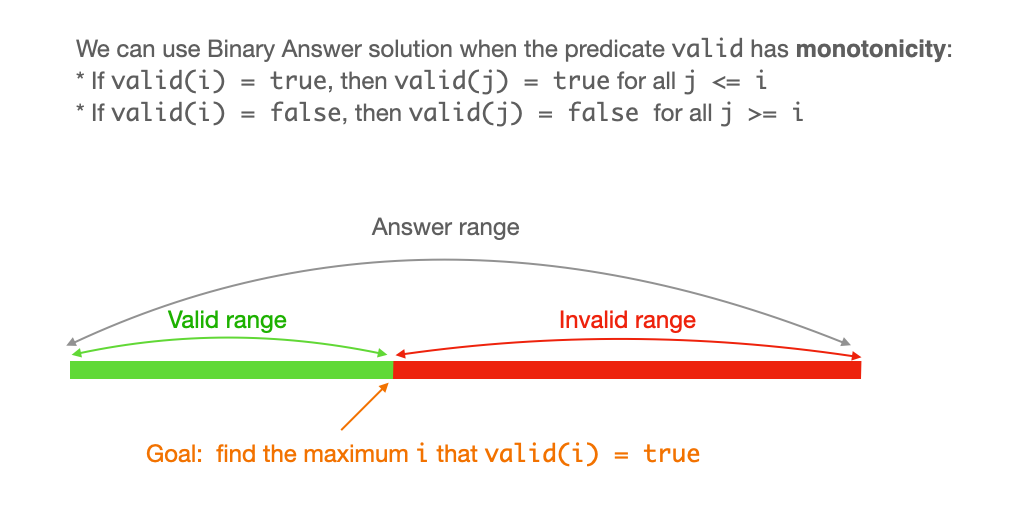 We can use Binary Answer solution when the predicate valid has monotonicity:
* If valid(i) = true, then valid(j) = true for all j <= i
* If valid(i) = false, then valid(j) = false for all j >= i
Answer range
Valid range
Invalid range
Goal: find the maximum i that valid(i) = true